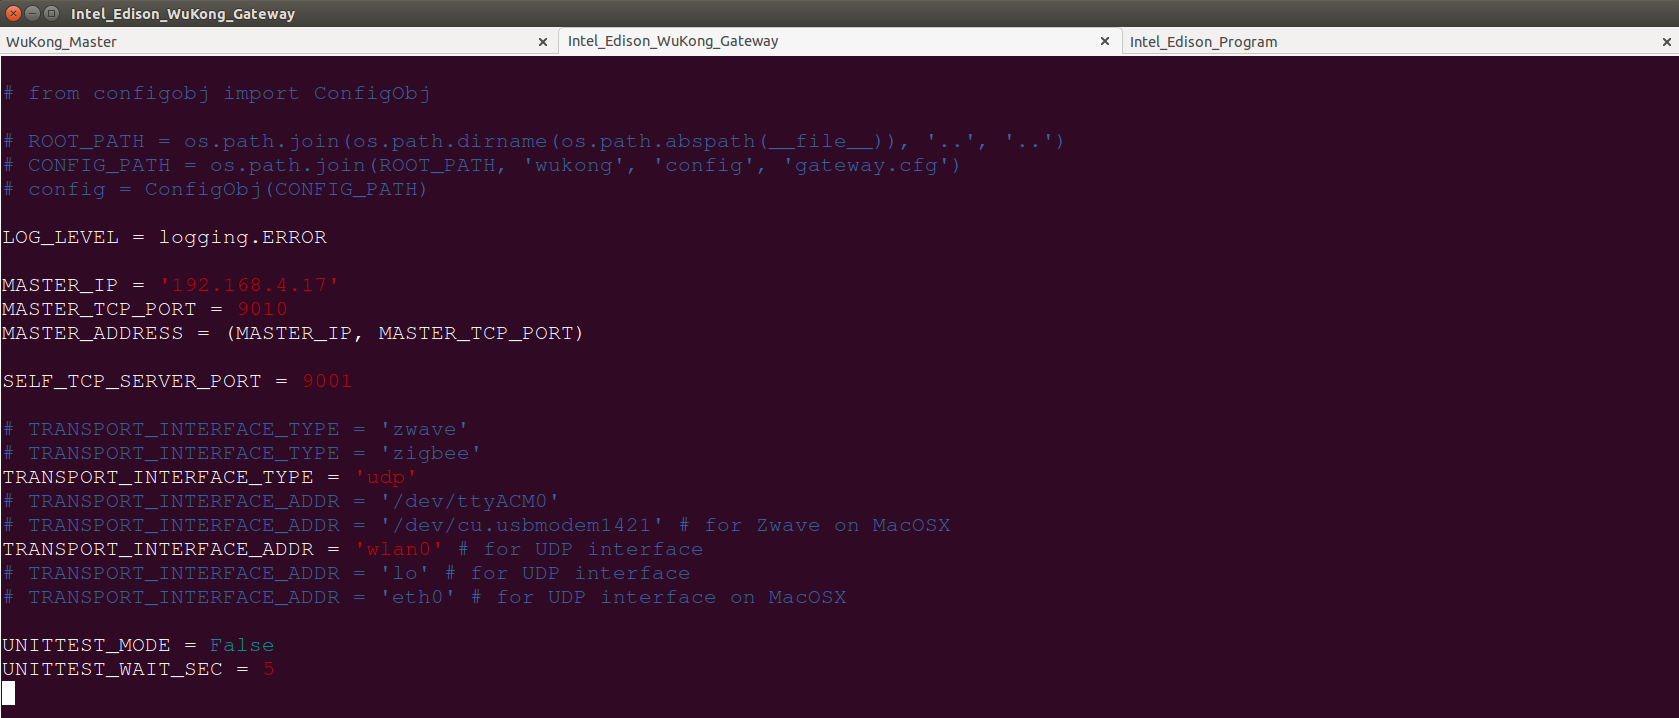 Intel_Edison_WuKong_Gateway
WuKong_Master
Intel_Edison_WuKong_Gateway
Intel_Edison_Program
# from configobj import ConfigObj
# ROOT_PATH = os.path.join(os.path.dirname(os.path.abspath(__file__)), '..', '..')
# CONFIG_PATH = os.path.join(ROOT_PATH, 'wukong', 'config', 'gateway.cfg')
# config = ConfigObj(CONFIG_PATH)
LOG_LEVEL = logging.ERROR
MASTER_IP = '192.168.4.17'
MASTER_TCP_PORT = 9010
MASTER_ADDRESS = (MASTER_IP, MASTER_TCP_PORT)
SELF_TCP_SERVER_PORT = 9001
# TRANSPORT_INTERFACE_TYPE = 'zwave'
# TRANSPORT_INTERFACE_TYPE = 'zigbee'
TRANSPORT_INTERFACE_TYPE = 'udp'
# TRANSPORT_INTERFACE_ADDR = '/dev/ttyACM0'
# TRANSPORT_INTERFACE_ADDR = '/dev/cu.usbmodem1421' # for Zwave on MacOSX
TRANSPORT_INTERFACE_ADDR = 'wlan0' # for UDP interface
# TRANSPORT_INTERFACE_ADDR = 'lo' # for UDP interface
# TRANSPORT_INTERFACE_ADDR = 'eth0' # for UDP interface on MacOSX
UNITTEST_MODE = False
UNITTEST_WAIT_SEC = 5